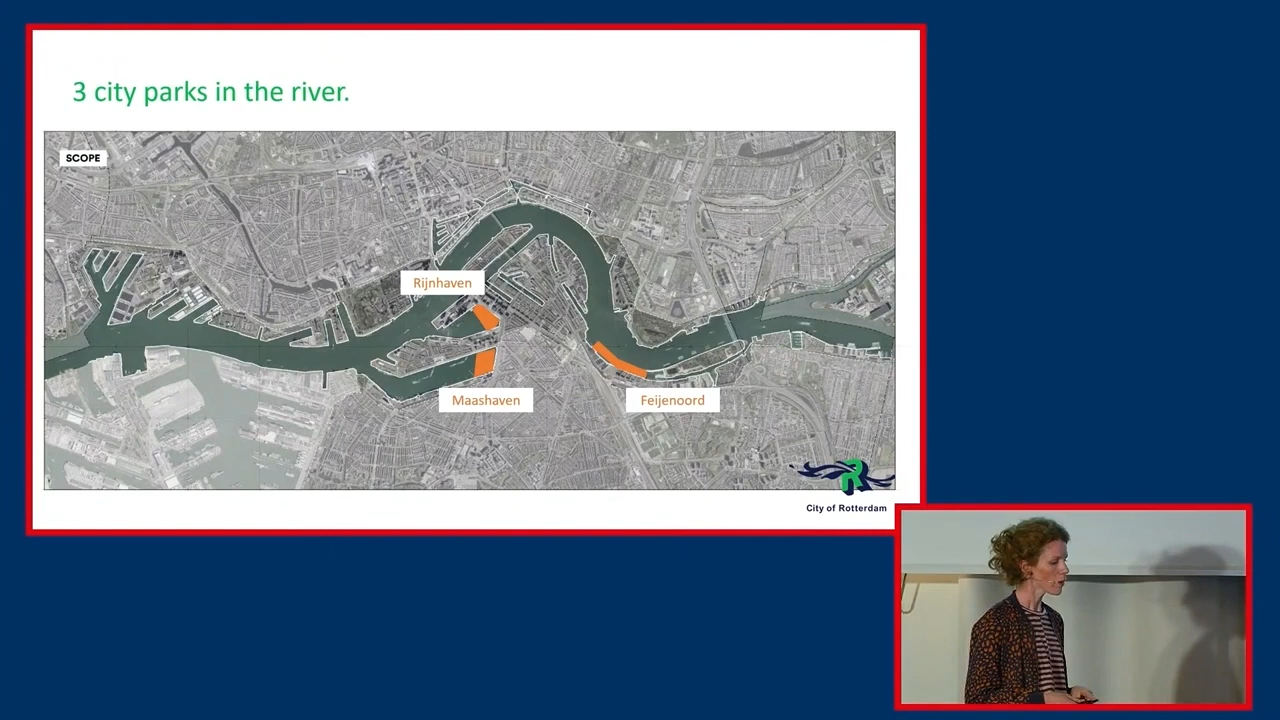 3 city parks in the river.
SCOPE
Rijnhaven
Maashaven
Feijenoord
R
City of Rotterdam